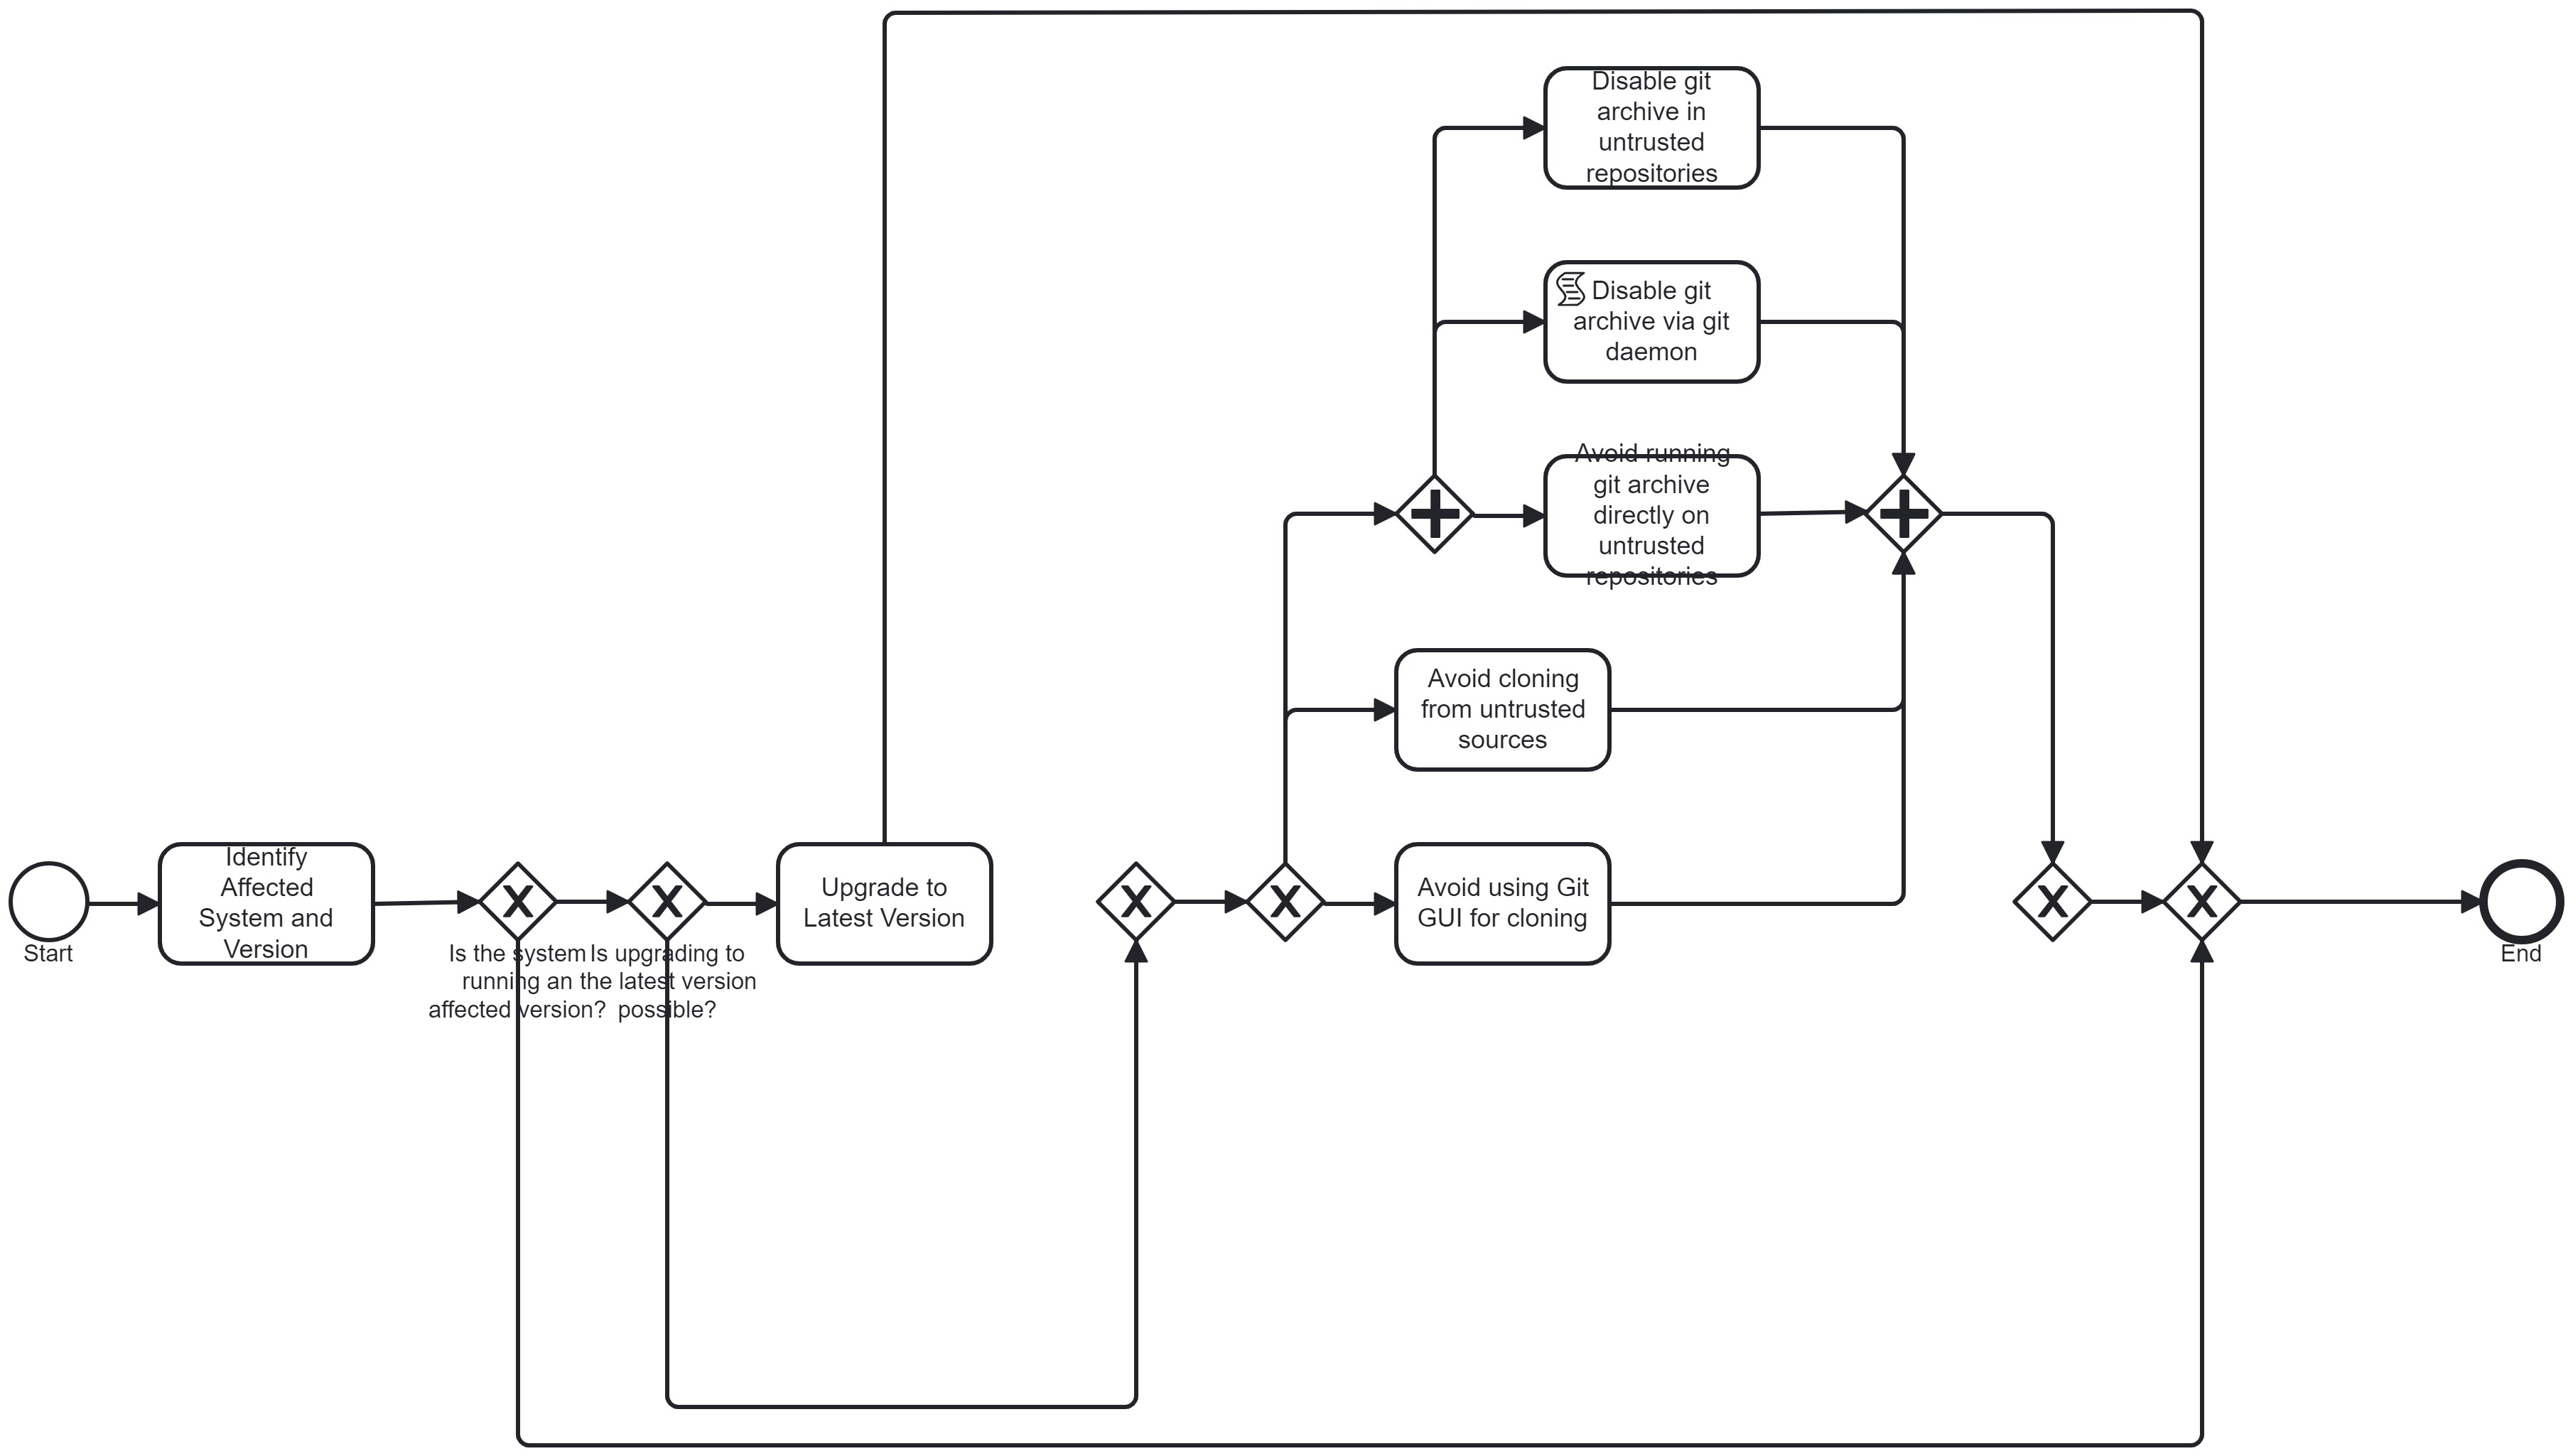 Disable git
archive in
untrusted
repositories
Disable git
archive via git
daemon
Avoid running
git archive
directly on
untrusted
repositories
Avoid cloning
from untrusted
sources
Start
Identify
Affected
System and
Version
Is the system
running an
affected version?
Is upgrading to
the latest version
possible?
Upgrade to
Latest Version
Avoid using Git
GUI for cloning
End